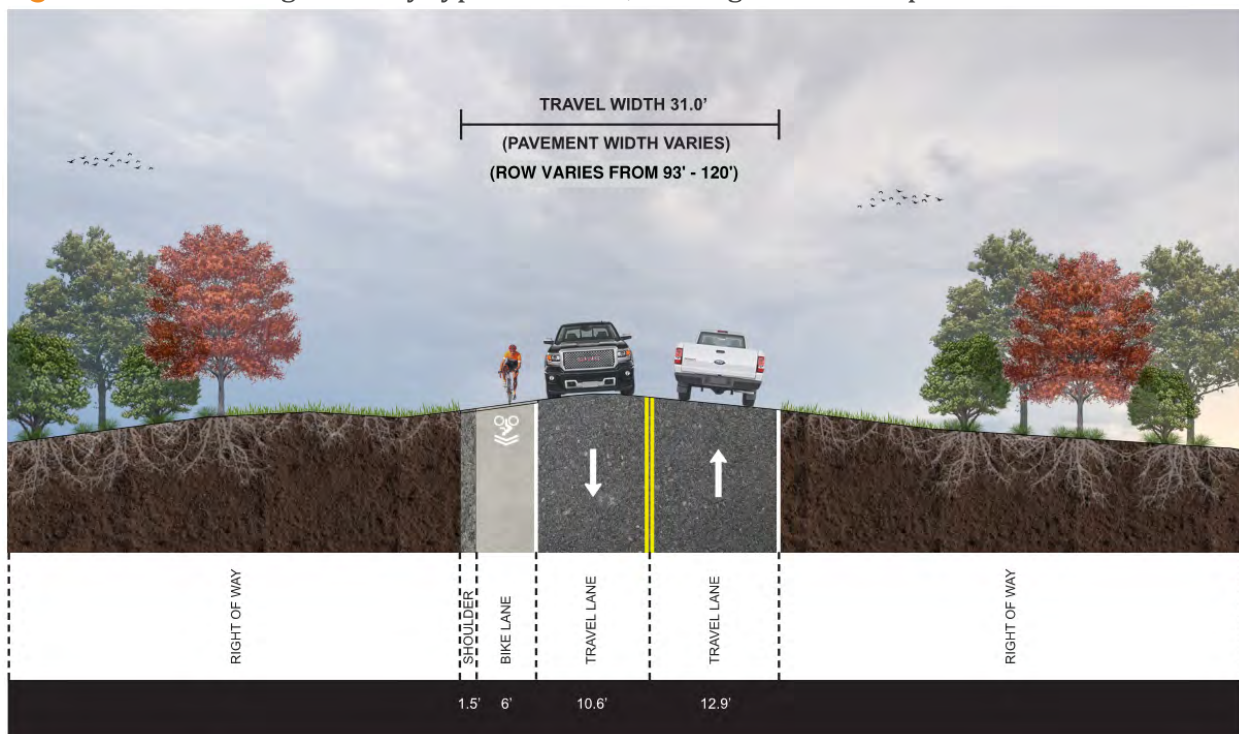 TRAVEL WIDTH 31.0'
(PAVEMENT WIDTH VARIES)
(ROW VARIES FROM 93' - 120')
RIGHT OF WAY
SHOULDER
BIKE LANE
TRAVEL LANE
TRAVEL LANE
RIGHT OF WAY
1.5' 6' 10.6' 12.9'